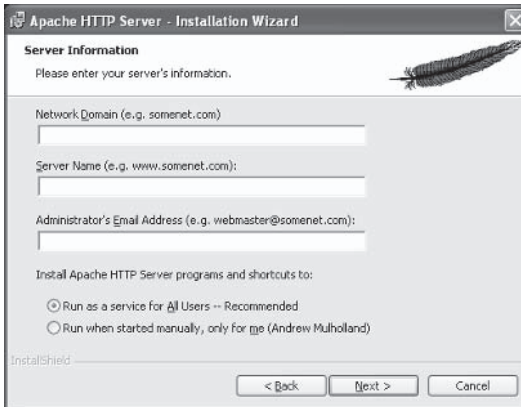 Apache HTTP Server - Installation Wizard
Server Information
Please enter your server's information.
Network Domain (e.g. somenet.com)
Server Name (e.g. www.somenet.com):
Administrator's Email Address (e.g. webmaster@somenet.com):
Install Apache HTTP Server programs and shortcuts to:
Run as a service for All Users -- Recommended
Run when started manually, only for me (Andrew Mulholland)
InstallShield
< Back Next > Cancel